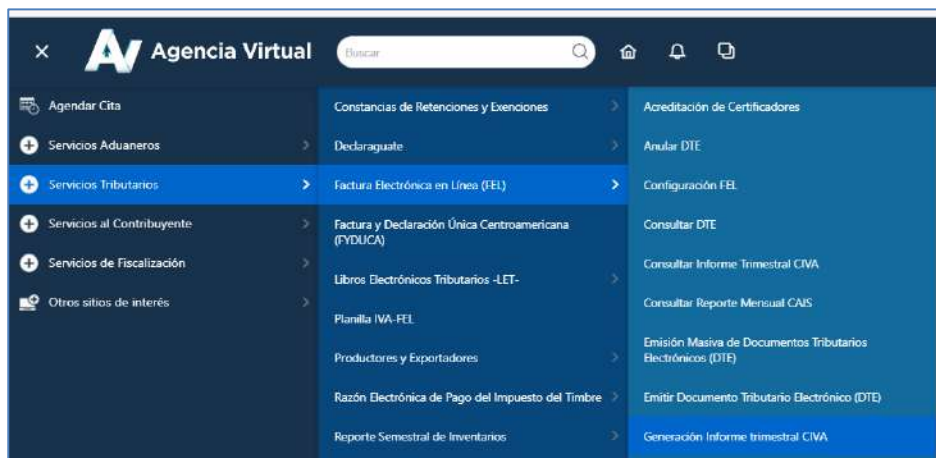 Agencia Virtual
Buscar
Agendar Cita
Servicios Aduaneros
Servicios Tributarios
Servicios al Contribuyente
Servicios de Fiscalización
Otros sitios de interés
Constancias de Retenciones y Exenciones
Declaraguate
Factura Electrónica en Línea (FEL)
Factura y Declaración Única Centroamericana
(FYDUCA)
Libros Electrónicos Tributarios -LET-
Planilla IVA-FEL
Productores y Exportadores
Razón Electrónica de Pago del Impuesto del Timbre
Reporte Semestral de Inventarios
Acreditación de Certificadores
Anular DTE
Configuración FEL
Consultar DTE
Consultar Informe Trimestral CIVA
Consultar Reporte Mensual CAIS
Emisión Masiva de Documentos Tributarios
Electrónicos (DTE)
Emitir Documento Tributario Electrónico (DTE)
Generación Informe trimestral CIVA